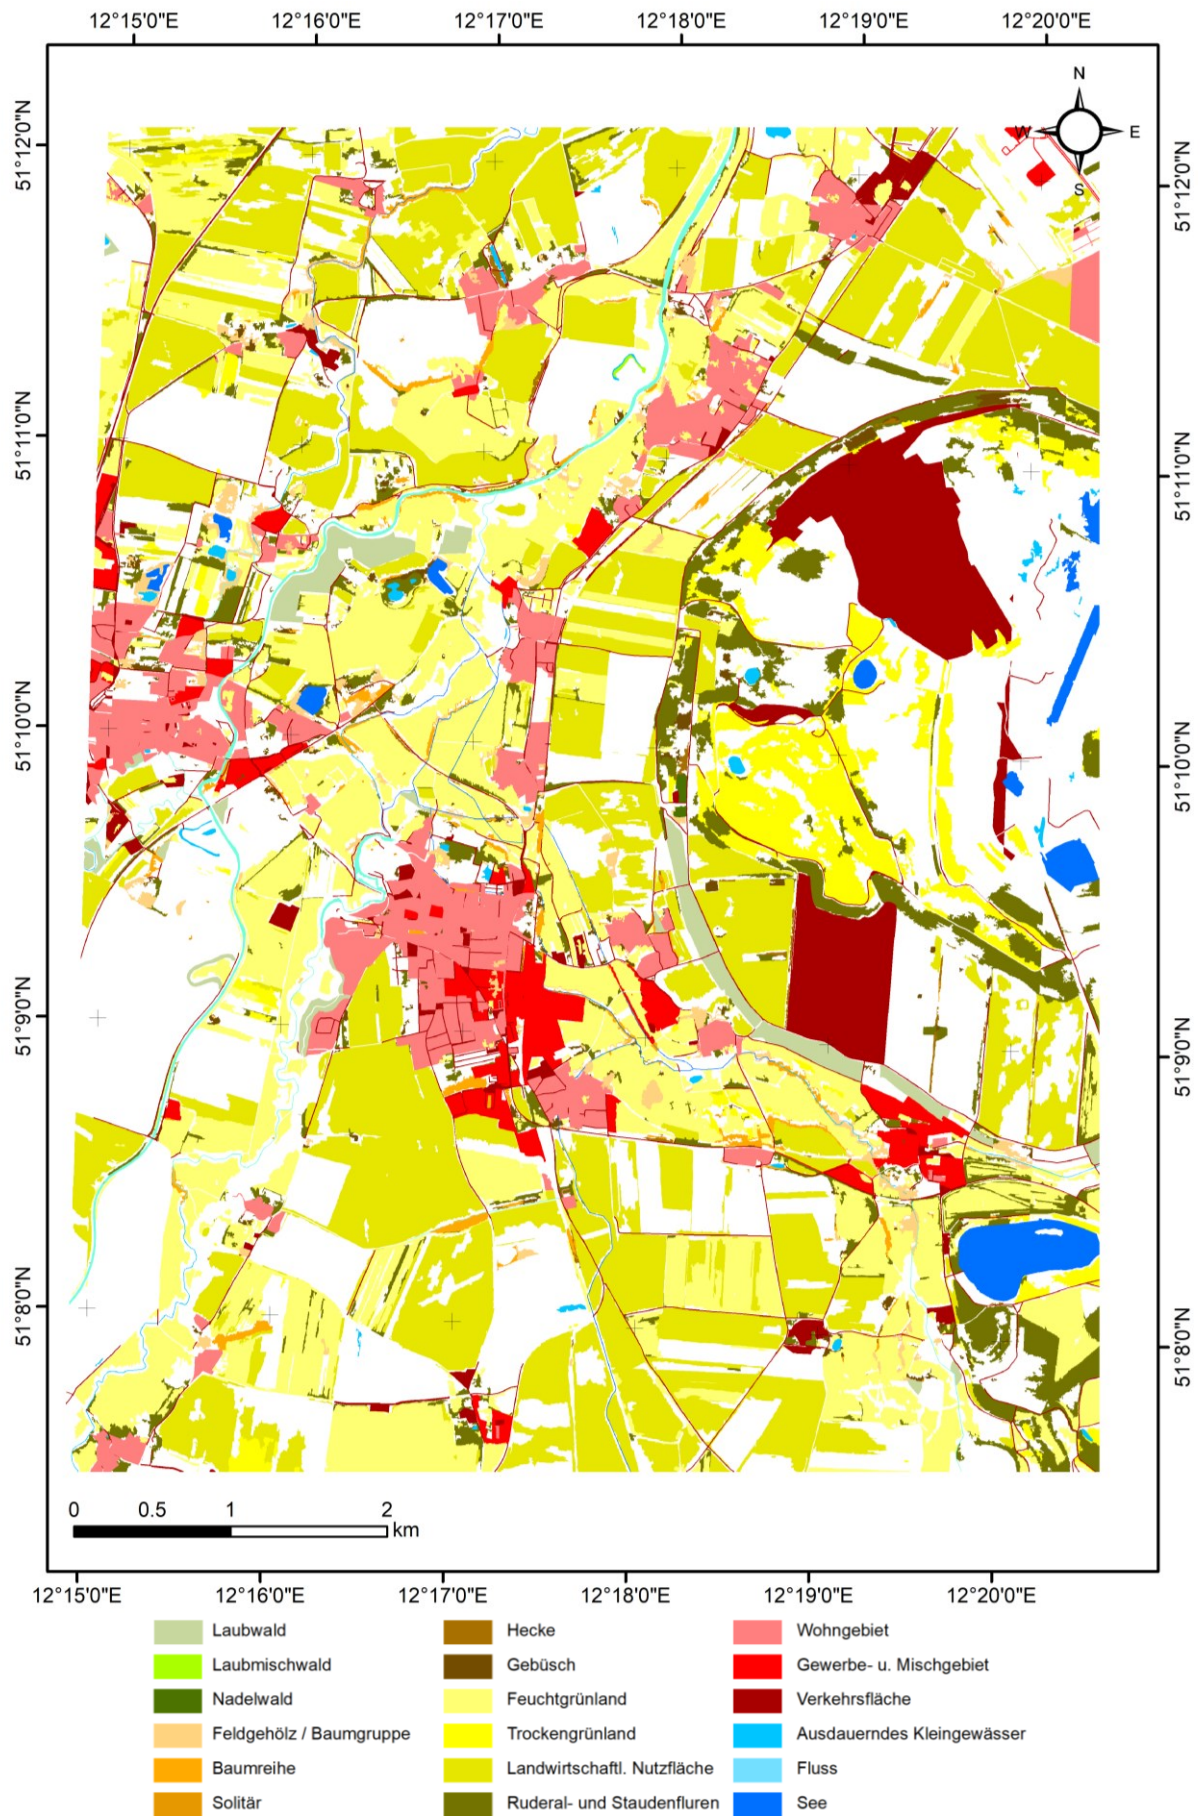 12°15'0"E 12°16'0"E 12°17'0"E 12°18'0"E 12°19'0"E 12°20'0"E
N
W E
S
51°12'0"N
51°11'0"N
51°10'0"N
51°9'0"N
51°8'0"N
51°12'0"N
51°11'0"N
51°10'0"N
51°9'0"N
51°8'0"N
0 0.5 1 2
km
12°15'0"E 12°16'0"E 12°17'0"E 12°18'0"E 12°19'0"E 12°20'0"E
Laubwald
Laubmischwald
Nadelwald
Feldgehölz / Baumgruppe
Baumreihe
Solitär
Hecke
Gebüsch
Feuchtgrünland
Trockengrünland
Landwirtschaftl. Nutzfläche
Ruderal- und Staudenfluren
Wohngebiet
Gewerbe- u. Mischgebiet
Verkehrsfläche
Ausdauerndes Kleingewässer
Fluss
See